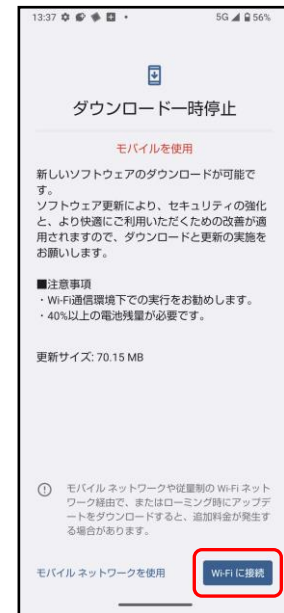 13:37 5G 56%
ダウンロード一時停止
モバイルを使用
新しいソフトウェアのダウンロードが可能で
す。
ソフトウェア更新により、セキュリティの強化
と、より快適にご利用いただくための改善が適
用されますので、ダウンロードと更新の実施を
お願いします。
■注意事項
・Wi-Fi通信環境下での実行をお勧めします。
・40%以上の電池残量が必要です。
更新サイズ: 70.15 MB
モバイル ネットワークや従量制の Wi-Fi ネット
ワーク経由で、またはローミング時にアップデ
ートをダウンロードすると、追加料金が発生す
る場合があります。
モバイル ネットワークを使用 Wi-Fi に接続